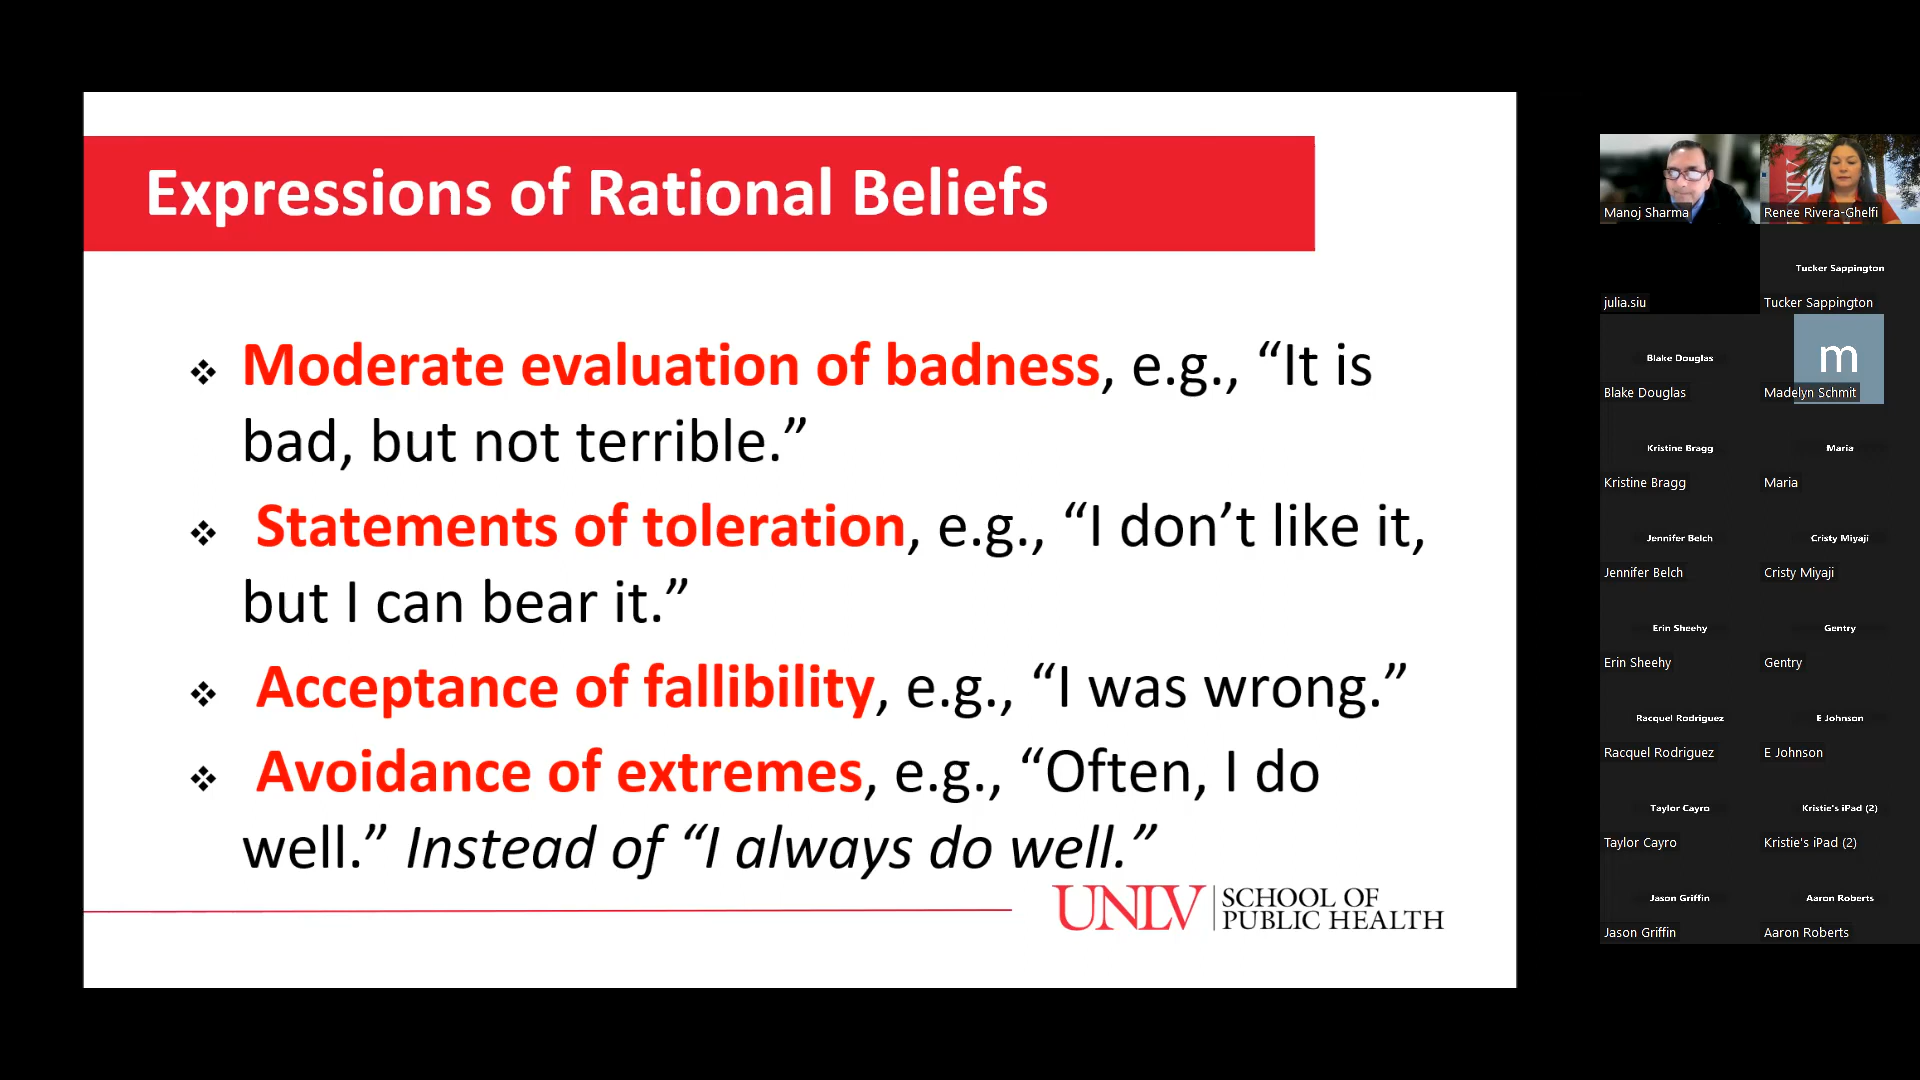 Expressions of Rational Beliefs
❖ Moderate evaluation of badness, e.g., “It is
bad, but not terrible.”
❖ Statements of toleration, e.g., “I don’t like it,
but I can bear it.”
❖ Acceptance of fallibility, e.g., “I was wrong.”
❖ Avoidance of extremes, e.g., “Often, I do
well.” Instead of “I always do well.”
UNLV
SCHOOL OF
PUBLIC HEALTH
Manoj Sharma
UNLV
Renee Rivera-Ghelfi
julia.siu
Tucker Sappington
Tucker Sappington
Blake Douglas
Blake Douglas
m
Madelyn Schmit
Kristine Bragg
Kristine Bragg
Maria
Maria
Jennifer Belch
Jennifer Belch
Cristy Miyaji
Cristy Miyaji
Erin Sheehy
Erin Sheehy
Gentry
Gentry
Racquel Rodriguez
Racquel Rodriguez
E Johnson
E Johnson
Taylor Cayro
Taylor Cayro
Kristie's iPad (2)
Kristie's iPad (2)
Jason Griffin
Jason Griffin
Aaron Roberts
Aaron Roberts